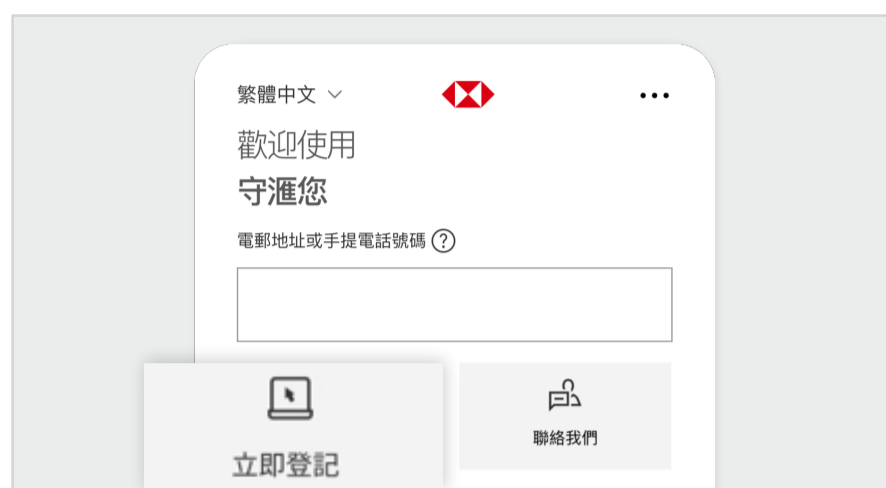 繁體中文
歡迎使用
守滙您
電郵地址或手提電話號碼 ?
立即登記
聯絡我們